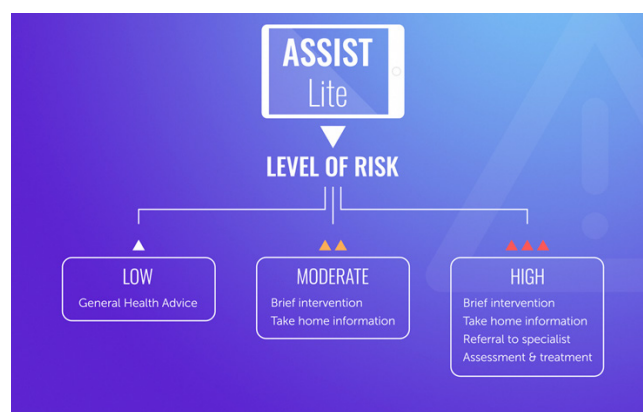 ASSIST
Lite
LEVEL OF RISK
LOW
General Health Advice
MODERATE
Brief intervention
Take home information
HIGH
Brief intervention
Take home information
Referral to specialist
Assessment & treatment